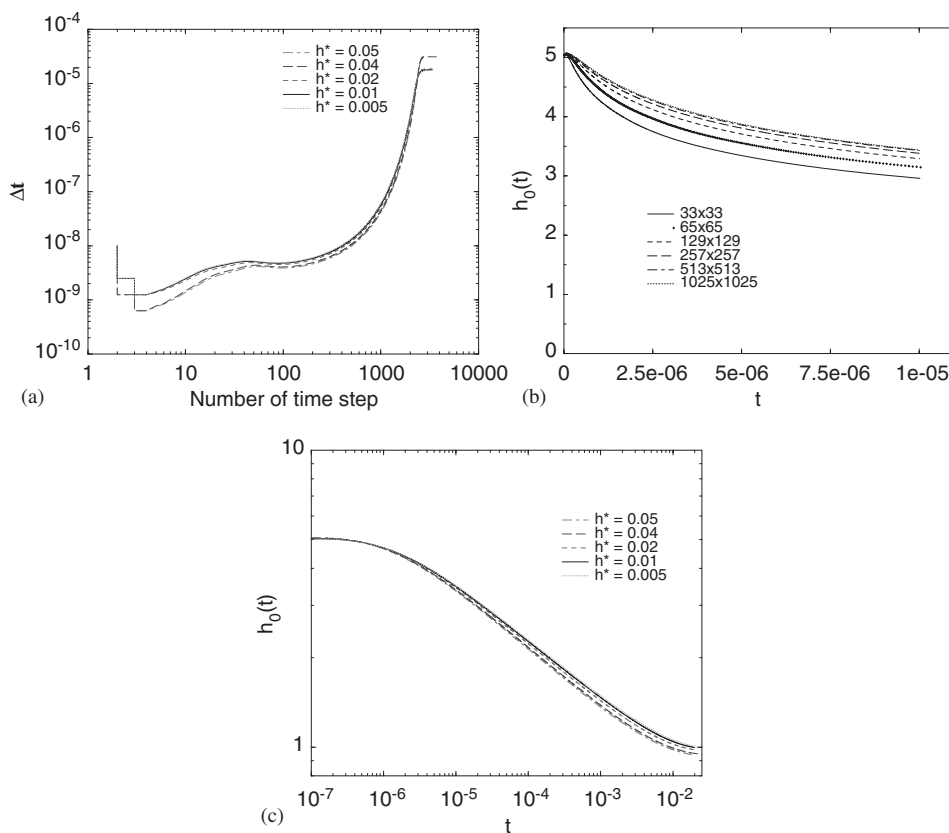 10^-4
10^-5
10^-6
10^-7
10^-8
10^-9
10^-10
Δt
h* = 0.05
h* = 0.04
h* = 0.02
h* = 0.01
h* = 0.005
1 10 100 1000 10000
Number of time step
(a)
6
5
4
3
2
1
0
h_0(t)
33x33
65x65
129x129
257x257
513x513
1025x1025
0 2.5e-06 5e-06 7.5e-06 1e-05
t
(b)
10
1
h_0(t)
h* = 0.05
h* = 0.04
h* = 0.02
h* = 0.01
h* = 0.005
10^-7 10^-6 10^-5 10^-4 10^-3 10^-2
t
(c)